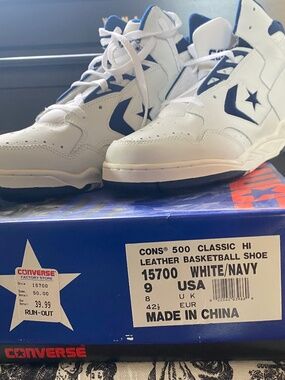 CONS® 500 CLASSIC HI
LEATHER BASKETBALL SHOE
15700 WHITE/NAVY
9 USA
8 UK
42½ EUR
MADE IN CHINA
CONVERSE
FACTORY STORE
15700
50.00
39.99
RUN-OUT
CONVERSE